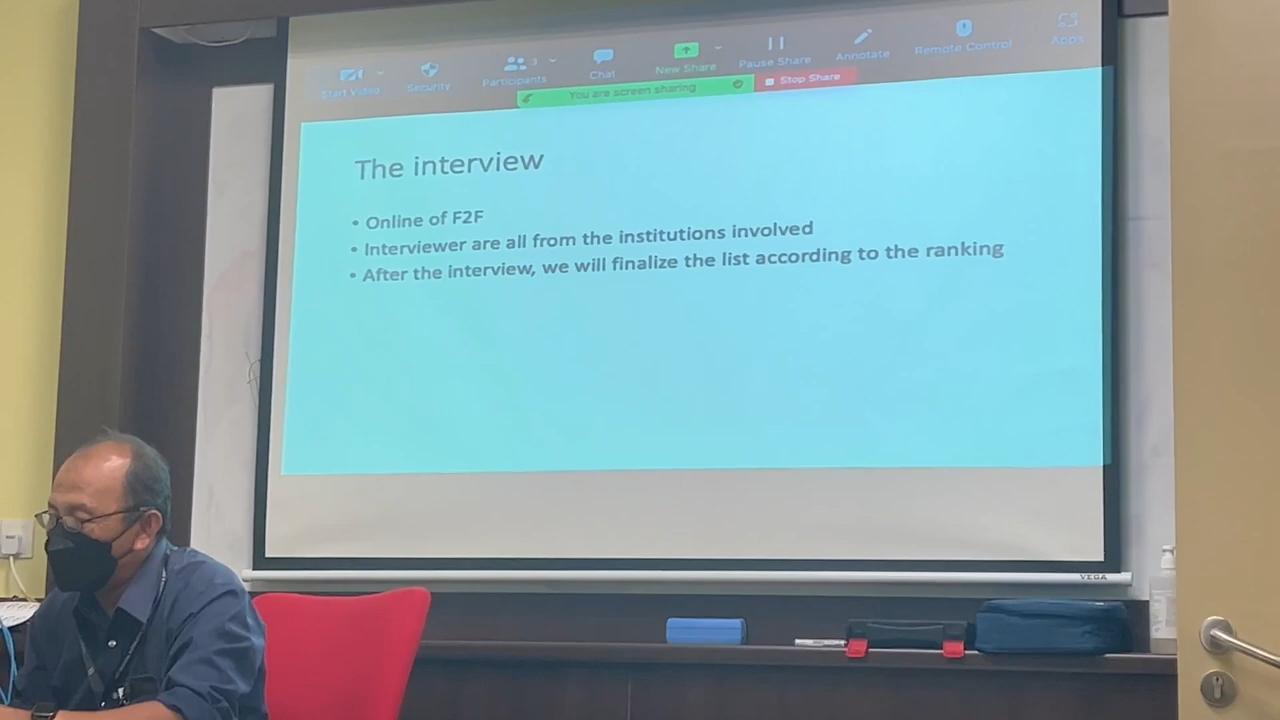 Start Video
Security
Participants
3
Chat
New Share
Pause Share
Annotate
Remote Control
Apps
You are screen sharing
Stop Share
The interview
• Online of F2F
• Interviewer are all from the institutions involved
• After the interview, we will finalize the list according to the ranking
VEGA